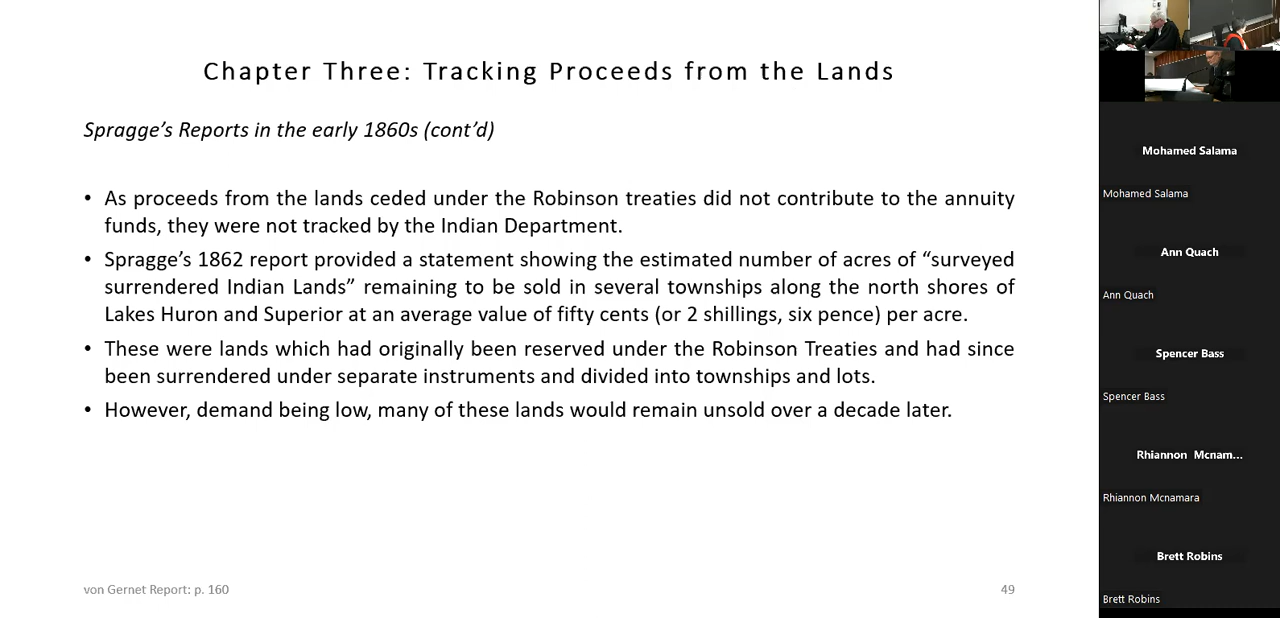 Chapter Three: Tracking Proceeds from the Lands
Spragge’s Reports in the early 1860s (cont’d)
• As proceeds from the lands ceded under the Robinson treaties did not contribute to the annuity
funds, they were not tracked by the Indian Department.
• Spragge’s 1862 report provided a statement showing the estimated number of acres of “surveyed
surrendered Indian Lands” remaining to be sold in several townships along the north shores of
Lakes Huron and Superior at an average value of fifty cents (or 2 shillings, six pence) per acre.
• These were lands which had originally been reserved under the Robinson Treaties and had since
been surrendered under separate instruments and divided into townships and lots.
• However, demand being low, many of these lands would remain unsold over a decade later.
von Gernet Report: p. 160
49
Mohamed Salama
Mohamed Salama
Ann Quach
Ann Quach
Spencer Bass
Spencer Bass
Rhiannon Mcnam...
Rhiannon Mcnamara
Brett Robins
Brett Robins